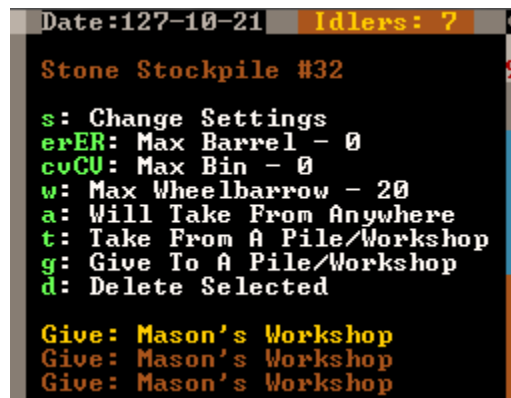 Date:127-10-21 Idlers: 7
Stone Stockpile #32
s: Change Settings
erER: Max Barrel - 0
cvCV: Max Bin - 0
w: Max Wheelbarrow - 20
a: Will Take From Anywhere
t: Take From A Pile/Workshop
g: Give To A Pile/Workshop
d: Delete Selected
Give: Mason's Workshop
Give: Mason's Workshop
Give: Mason's Workshop